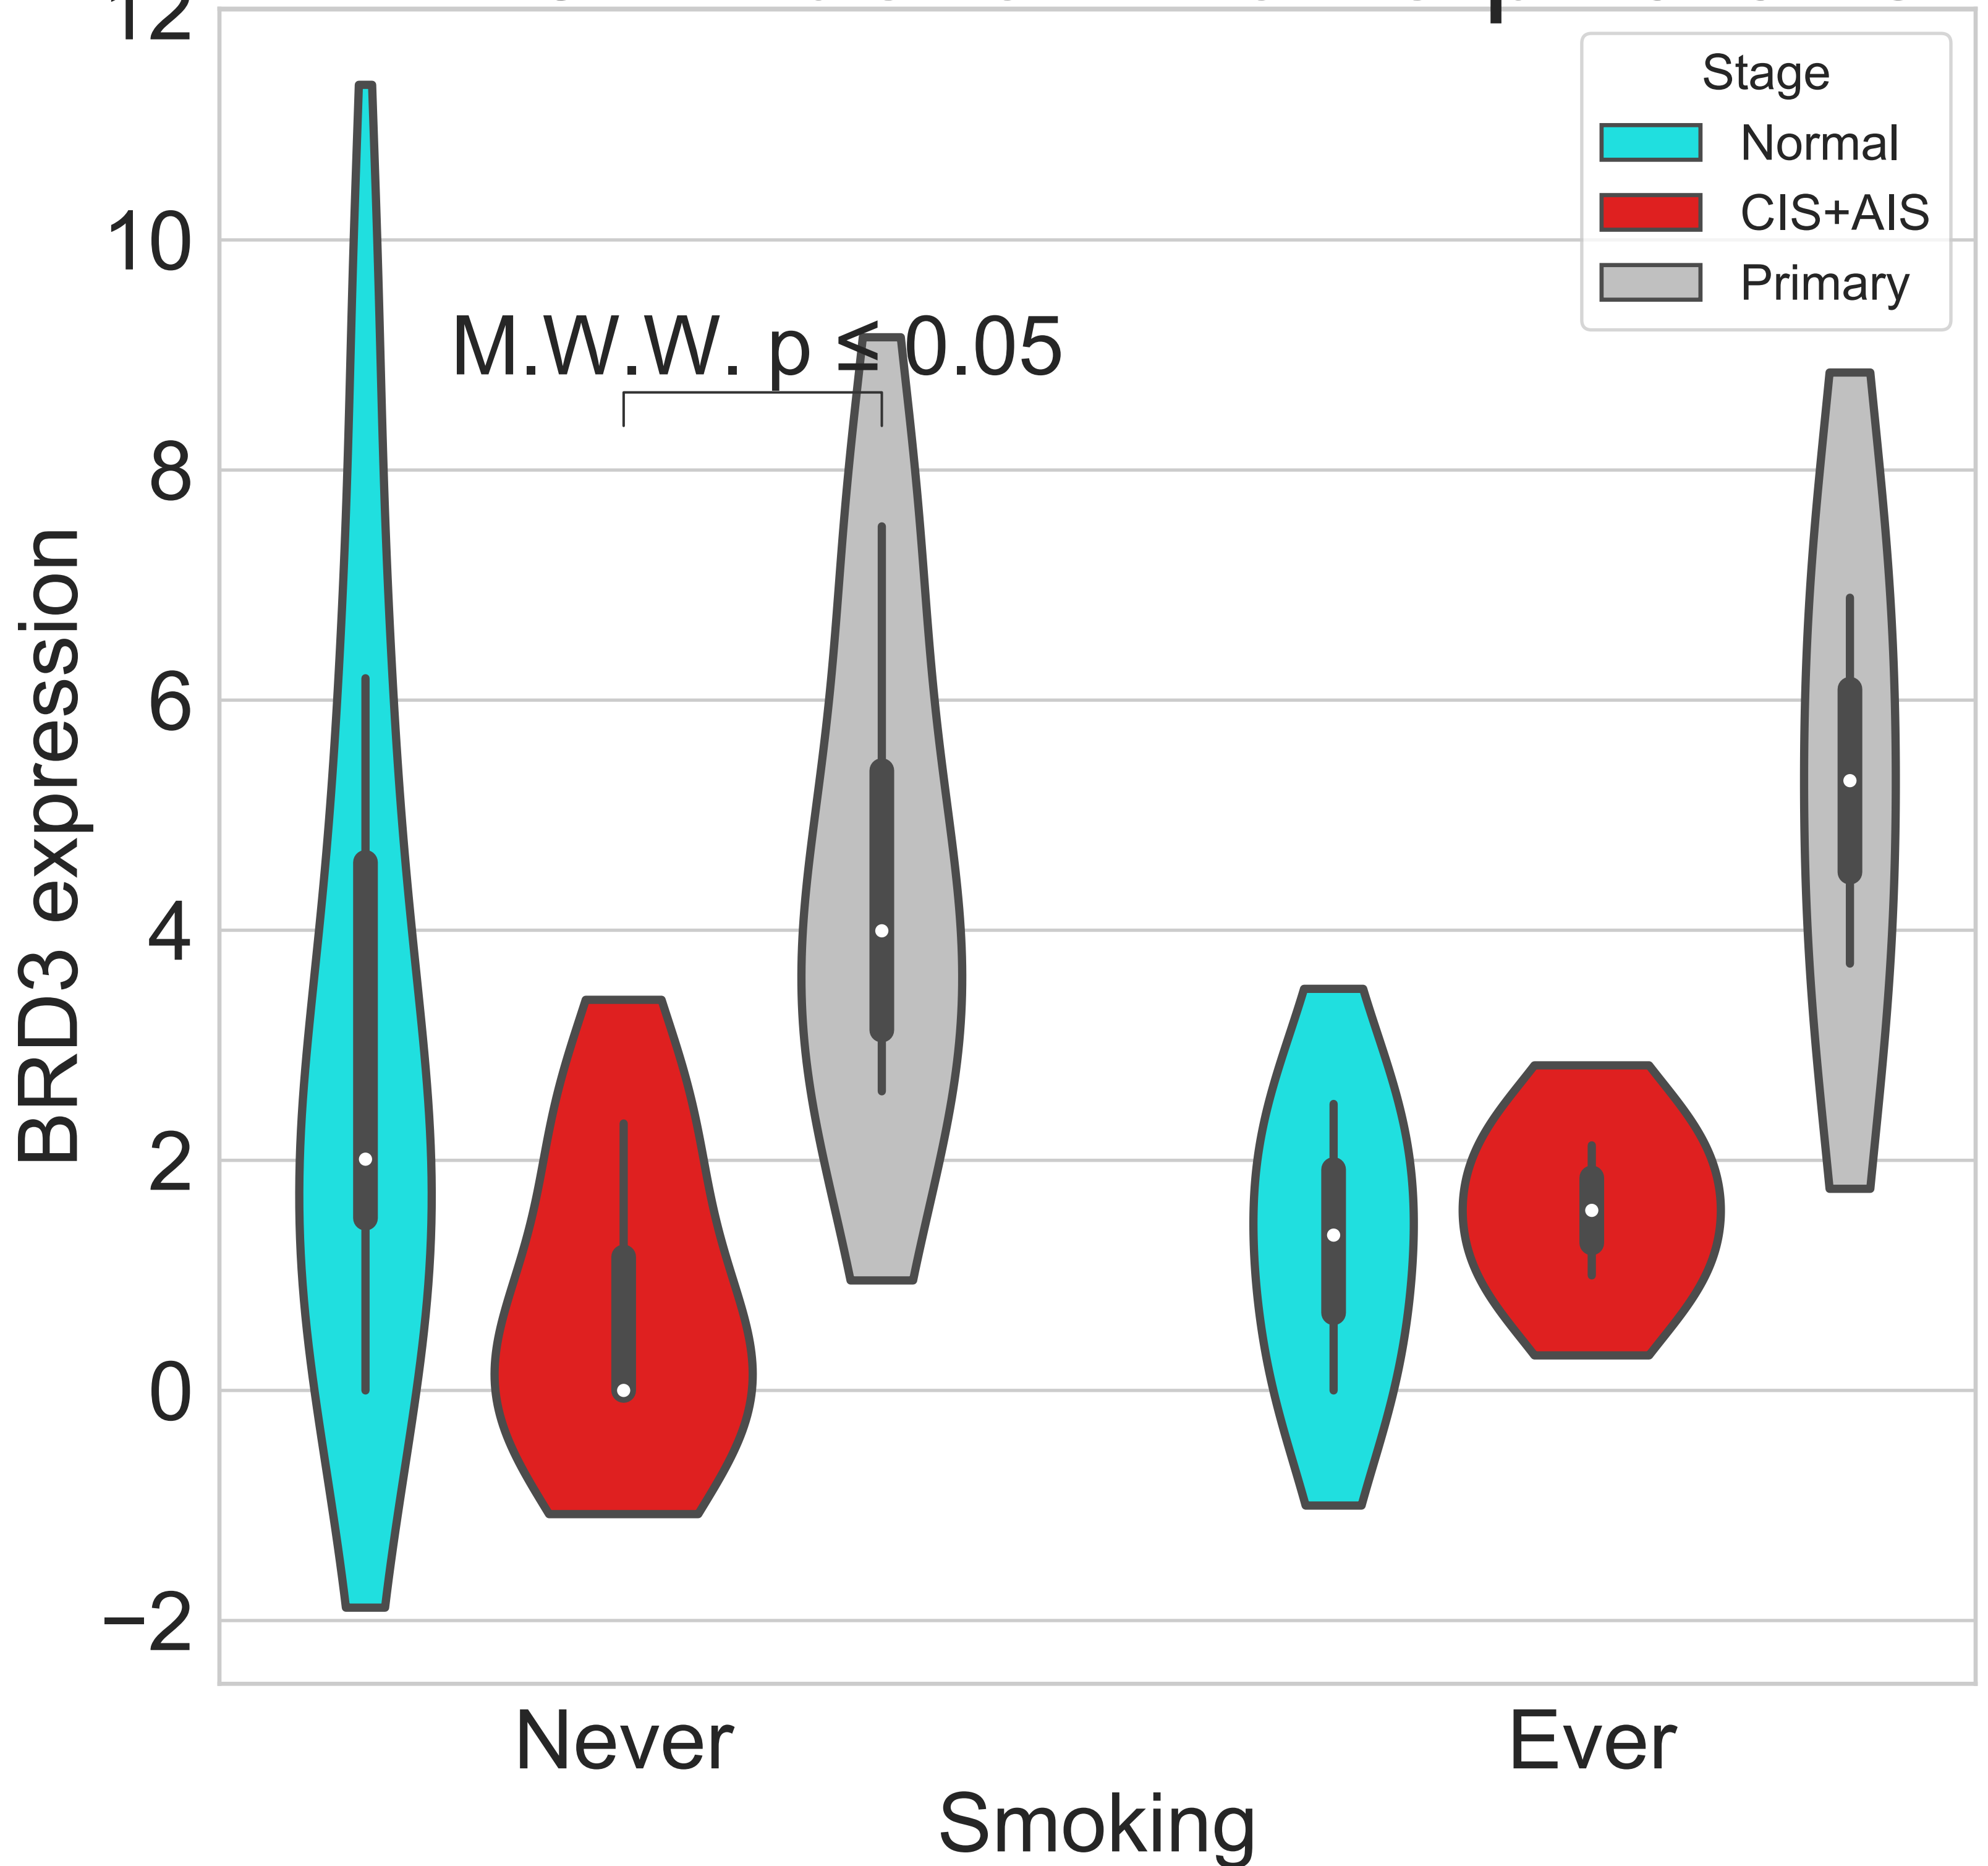 12
10
8
6
4
2
0
−2
BRD3 expression
M.W.W. p ≤ 0.05
Stage
Normal
CIS+AIS
Primary
Never
Ever
Smoking